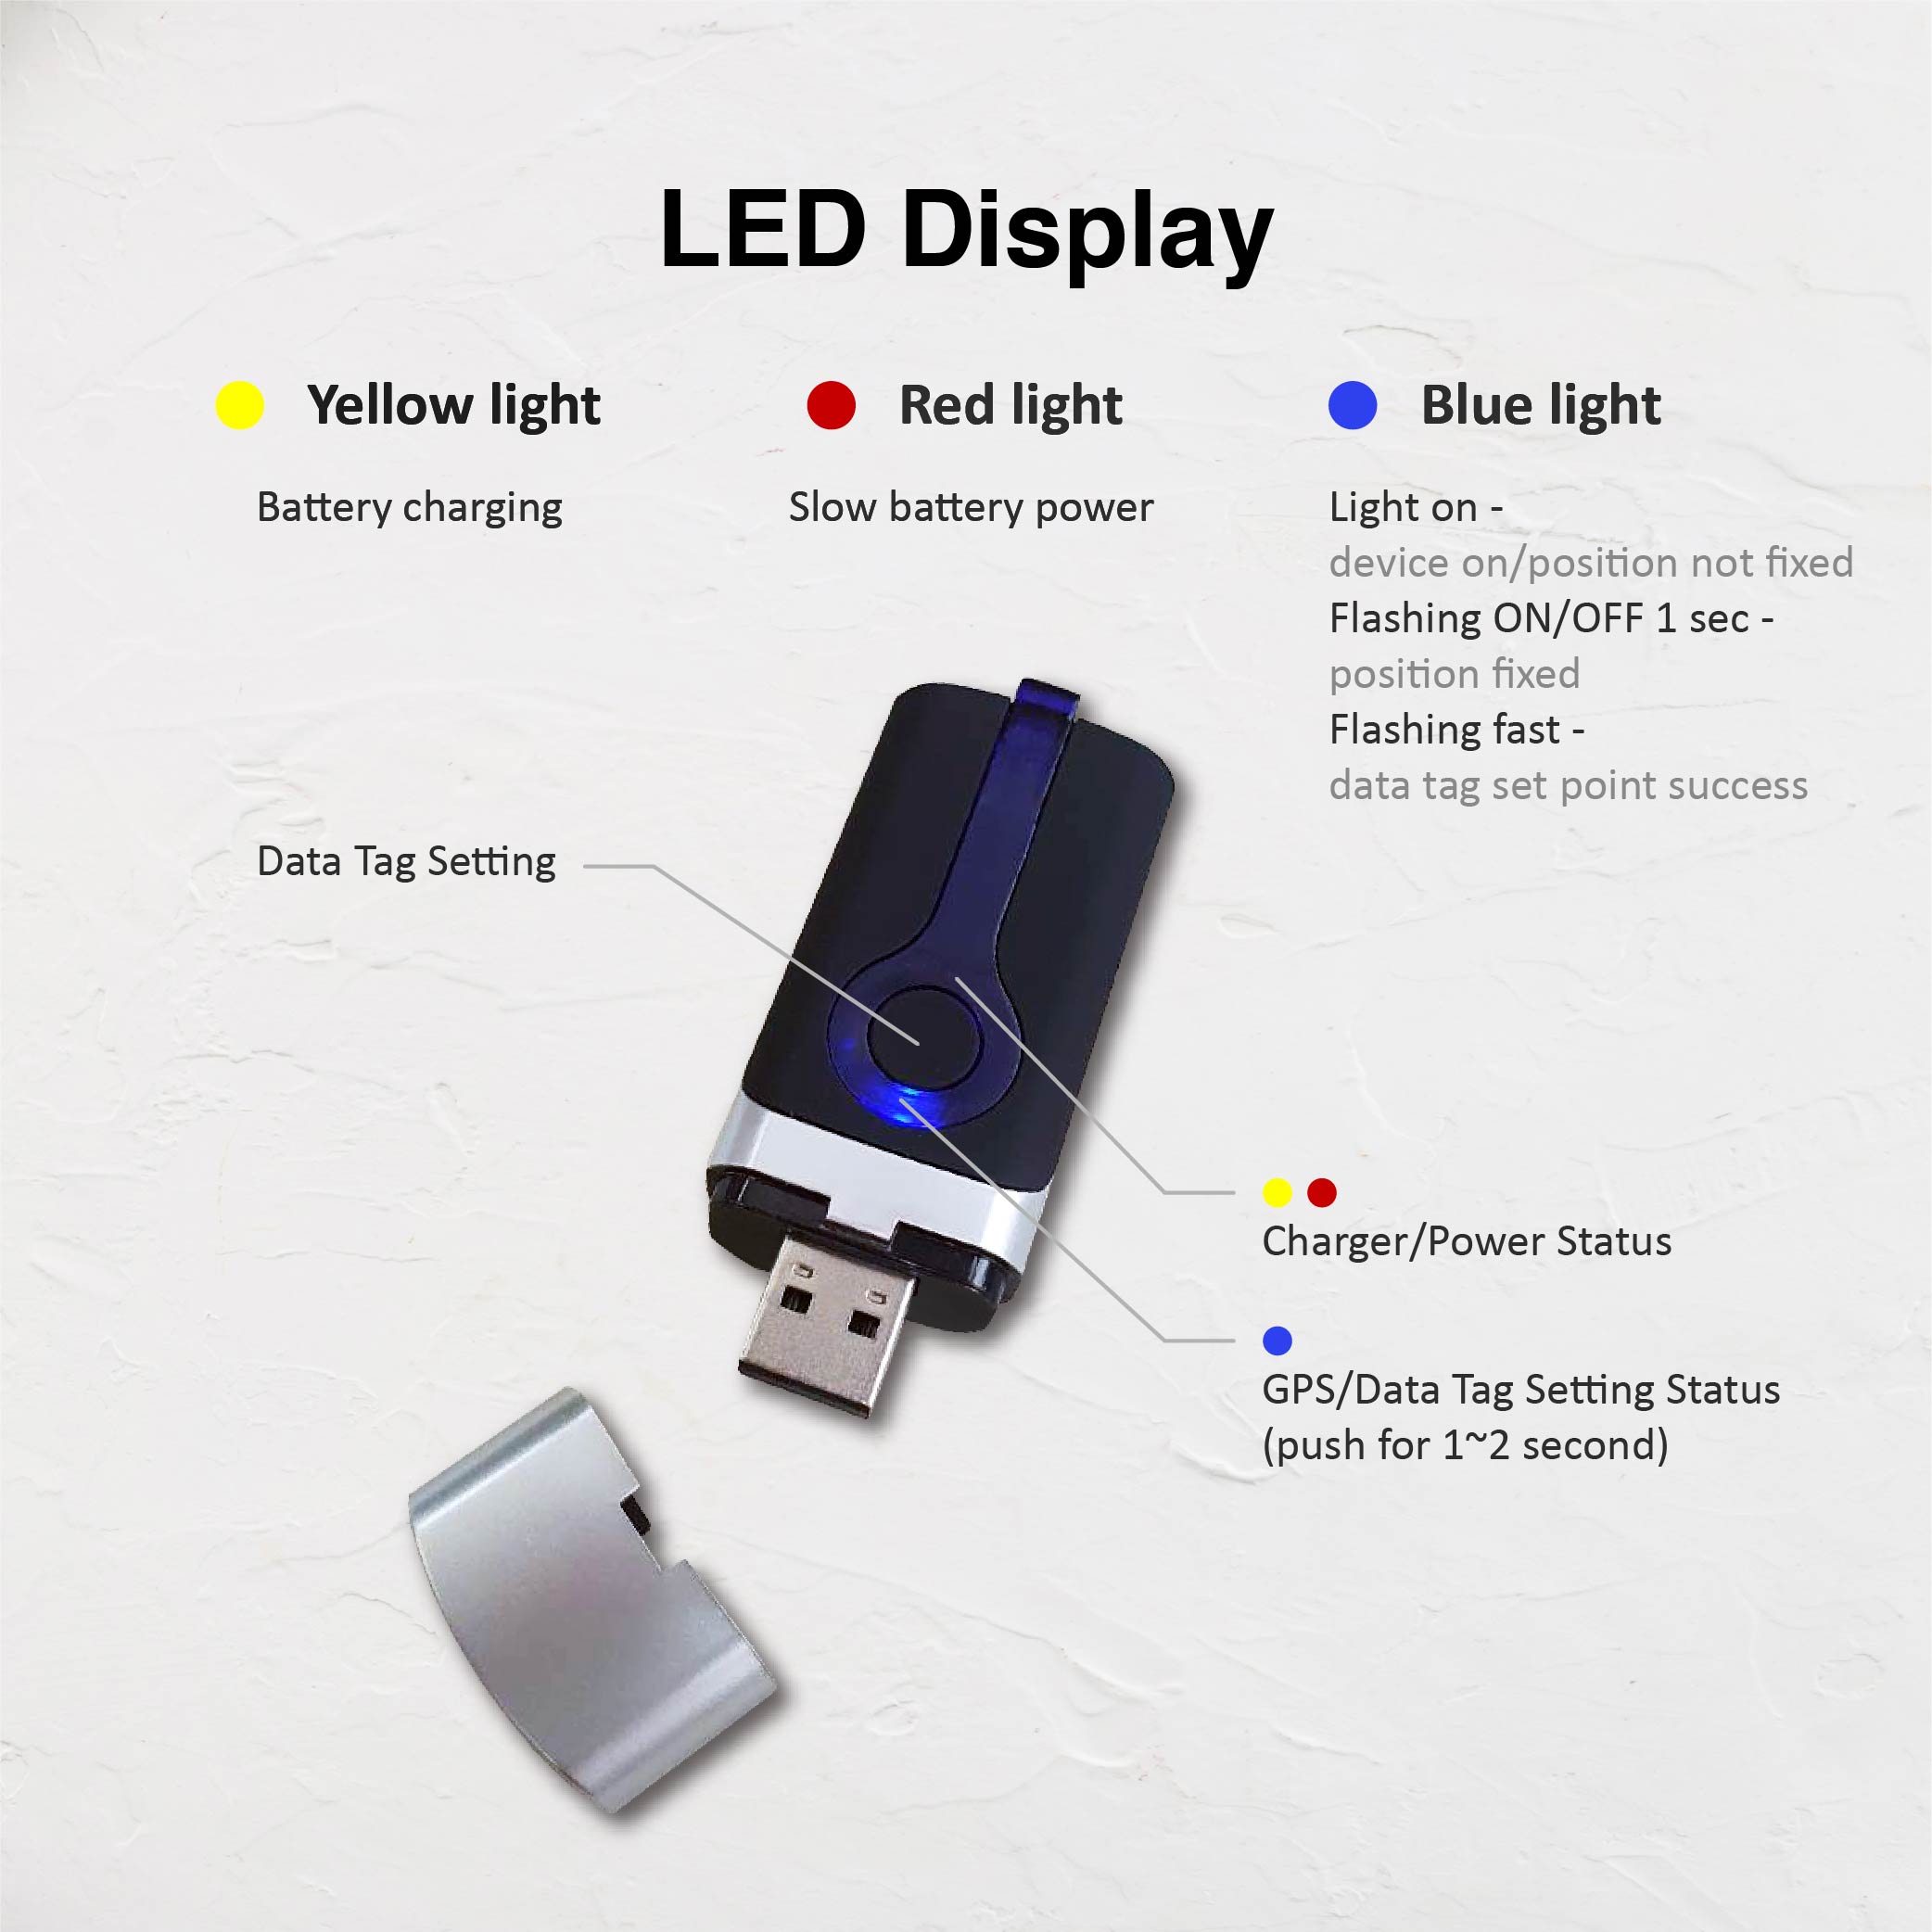 LED Display
Yellow light
Battery charging
Red light
Slow battery power
Blue light
Light on -
device on/position not fixed
Flashing ON/OFF 1 sec -
position fixed
Flashing fast -
data tag set point success
Data Tag Setting
Charger/Power Status
GPS/Data Tag Setting Status
(push for 1~2 second)